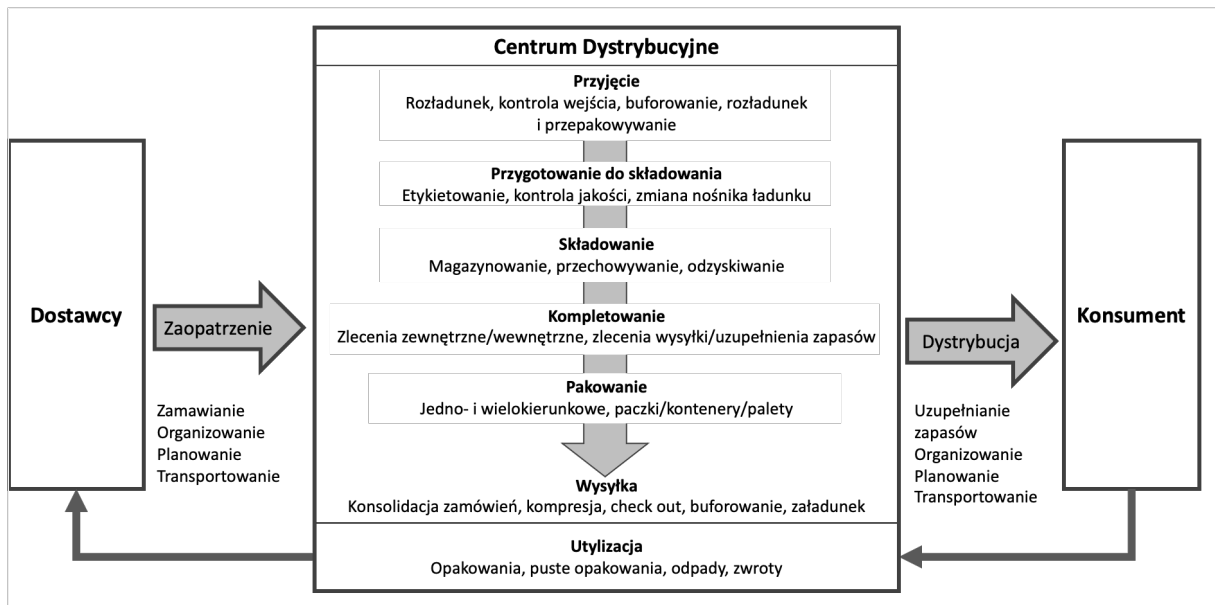 Dostawcy
Zaopatrzenie
Zamawianie
Organizowanie
Planowanie
Transportowanie
Centrum Dystrybucyjne
Przyjęcie
Rozładunek, kontrola wejścia, buforowanie, rozładunek
i przepakowywanie
Przygotowanie do składowania
Etykietowanie, kontrola jakości, zmiana nośnika ładunku
Składowanie
Magazynowanie, przechowywanie, odzyskiwanie
Kompletowanie
Zlecenia zewnętrzne/wewnętrzne, zlecenia wysyłki/uzupełnienia zapasów
Pakowanie
Jedno- i wielokierunkowe, paczki/kontenery/palety
Wysyłka
Konsolidacja zamówień, kompresja, check out, buforowanie, załadunek
Utylizacja
Opakowania, puste opakowania, odpady, zwroty
Dystrybucja
Uzupełnianie
zapasów
Organizowanie
Planowanie
Transportowanie
Konsument